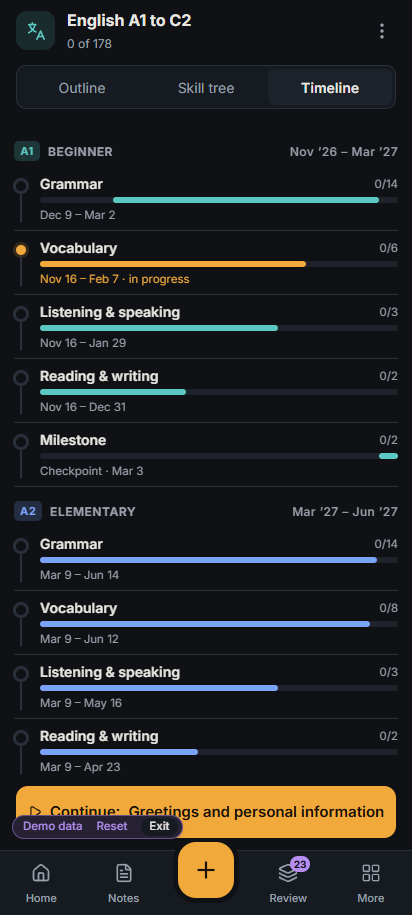 English A1 to C2
0 of 178
Outline
Skill tree
Timeline
A1 BEGINNER Nov '26 – Mar '27
Grammar 0/14
Dec 9 – Mar 2
Vocabulary 0/6
Nov 16 – Feb 7 · in progress
Listening & speaking 0/3
Nov 16 – Jan 29
Reading & writing 0/2
Nov 16 – Dec 31
Milestone 0/2
Checkpoint · Mar 3
A2 ELEMENTARY Mar '27 – Jun '27
Grammar 0/14
Mar 9 – Jun 14
Vocabulary 0/8
Mar 9 – Jun 12
Listening & speaking 0/3
Mar 9 – May 16
Reading & writing 0/2
Mar 9 – Apr 23
Continue: Greetings and personal information
Demo data Reset Exit
23
Home Notes Review More